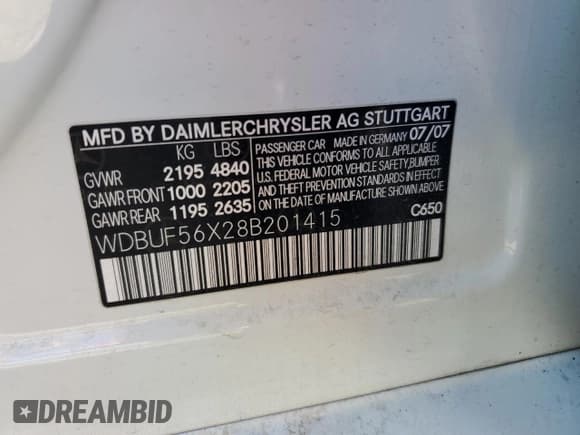 MFD BY DAIMLERCHRYSLER AG STUTTGART
KG LBS
GVWR 2195 4840
GAWR FRONT 1000 2205
GAWR REAR 1195 2635
PASSENGER CAR MADE IN GERMANY 07/07
THIS VEHICLE CONFORMS TO ALL APPLICABLE
U.S. FEDERAL MOTOR VEHICLE SAFETY, BUMPER
AND THEFT PREVENTION STANDARDS IN EFFECT
ON THE DATE OF MANUFACTURE SHOWN ABOVE
WDBUF56X28B201415
C650
DREAMBID